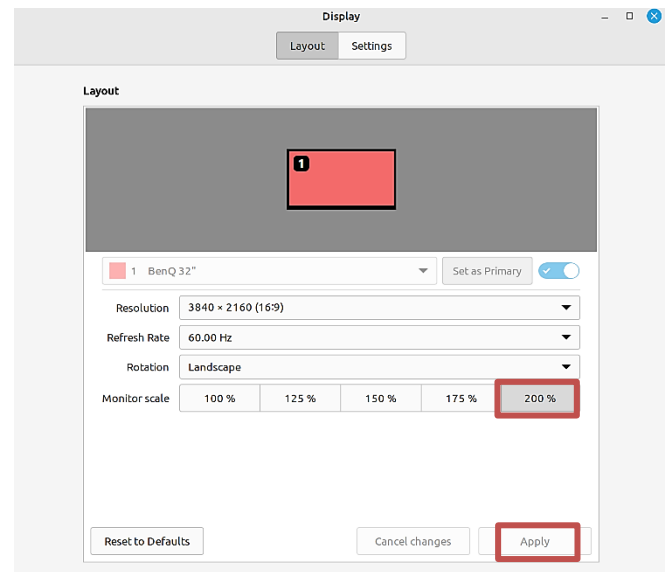 Display
Layout Settings
Layout
1
1 BenQ 32" Set as Primary
Resolution 3840 × 2160 (16:9)
Refresh Rate 60.00 Hz
Rotation Landscape
Monitor scale 100 % 125 % 150 % 175 % 200 %
Reset to Defaults Cancel changes Apply